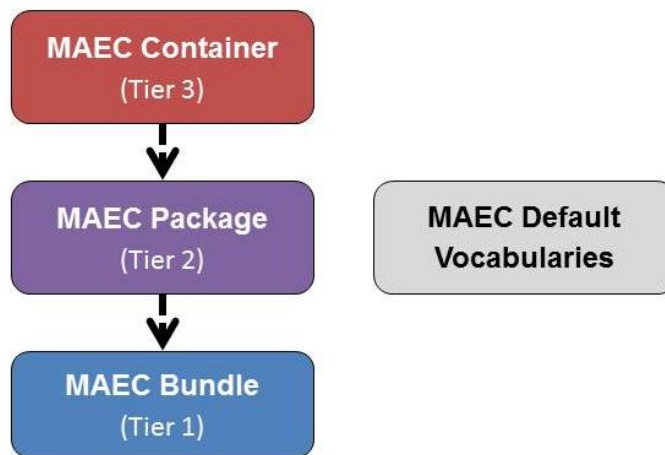 MAEC Container
(Tier 3)
MAEC Package
(Tier 2)
MAEC Default
Vocabularies
MAEC Bundle
(Tier 1)